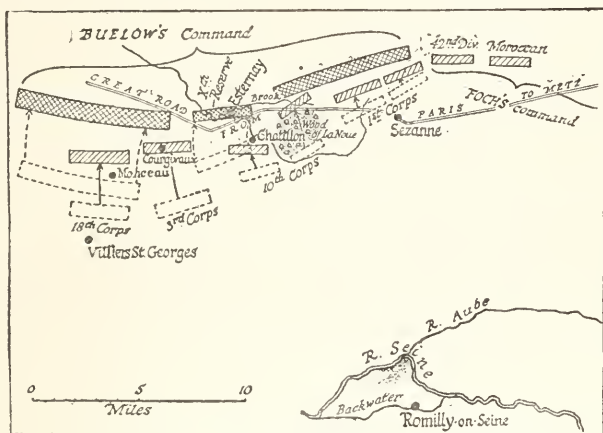 BUELOW'S Command
42nd Div.
Moroccan
GREAT ROAD
FROM
PARIS
TO METZ
Xth
Reserve
Esternay
Brook
FOCH'S
Command
1st Corps
Sezanne
Wood
of La Noue
Chatillon
Courgivaux
10th Corps
Monceau
3rd Corps
18th Corps
Villiers St. Georges
R. Aube
R. Seine
Backwater
Romilly-on-Seine
0 5 10
Miles